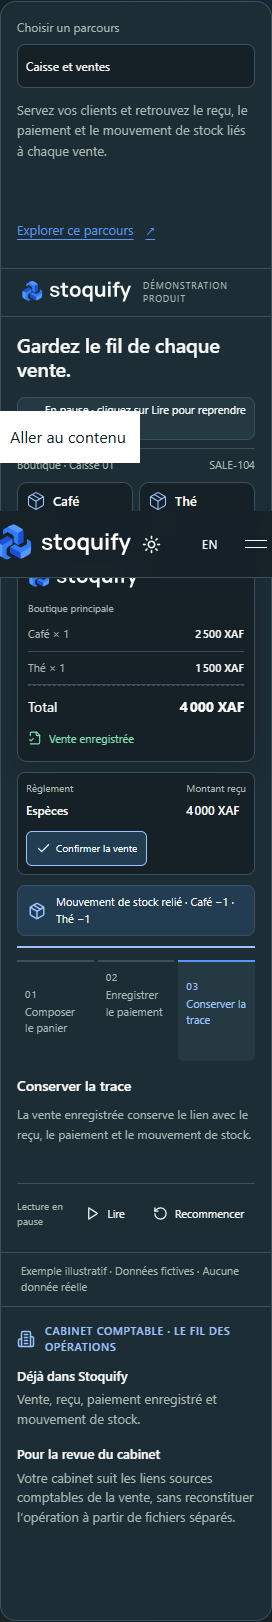 Choisir un parcours
Caisse et ventes
Servez vos clients et retrouvez le reçu, le
paiement et le mouvement de stock liés
à chaque vente.
Explorer ce parcours ↗
stoquify
DÉMONSTRATION
PRODUIT
Gardez le fil de chaque
vente.
En pause · cliquez sur Lire pour reprendre
Aller au contenu
Boutique · Caisse 01
SALE-104
Café
Thé
stoquify
EN
stoquify
Boutique principale
Café × 1
2 500 XAF
Thé × 1
1 500 XAF
Total
4 000 XAF
Vente enregistrée
Règlement
Montant reçu
Espèces
4 000 XAF
Confirmer la vente
Mouvement de stock relié · Café −1 ·
Thé −1
01
Composer
le panier
02
Enregistrer
le paiement
03
Conserver la
trace
Conserver la trace
La vente enregistrée conserve le lien avec le
reçu, le paiement et le mouvement de stock.
Lecture en
pause
Lire
Recommencer
Exemple illustratif · Données fictives · Aucune
donnée réelle
CABINET COMPTABLE · LE FIL DES
OPÉRATIONS
Déjà dans Stoquify
Vente, reçu, paiement enregistré et
mouvement de stock.
Pour la revue du cabinet
Votre cabinet suit les liens sources
comptables de la vente, sans reconstituer
l’opération à partir de fichiers séparés.